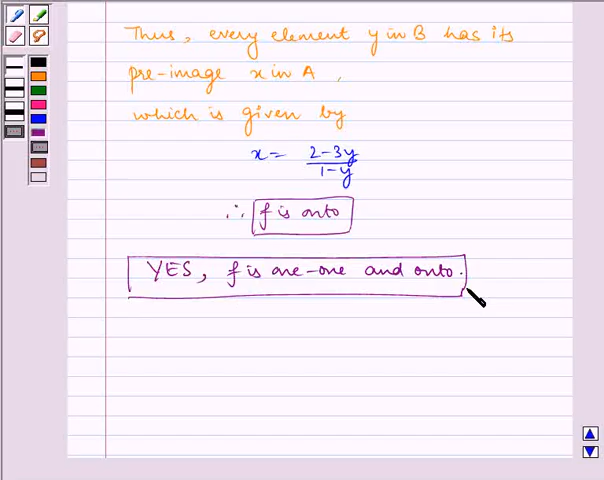 Thus, every element y in B has its
pre-image x in A,
which is given by
x = 2-3y / 1-y
∴ f is onto
YES, f is one-one and onto.